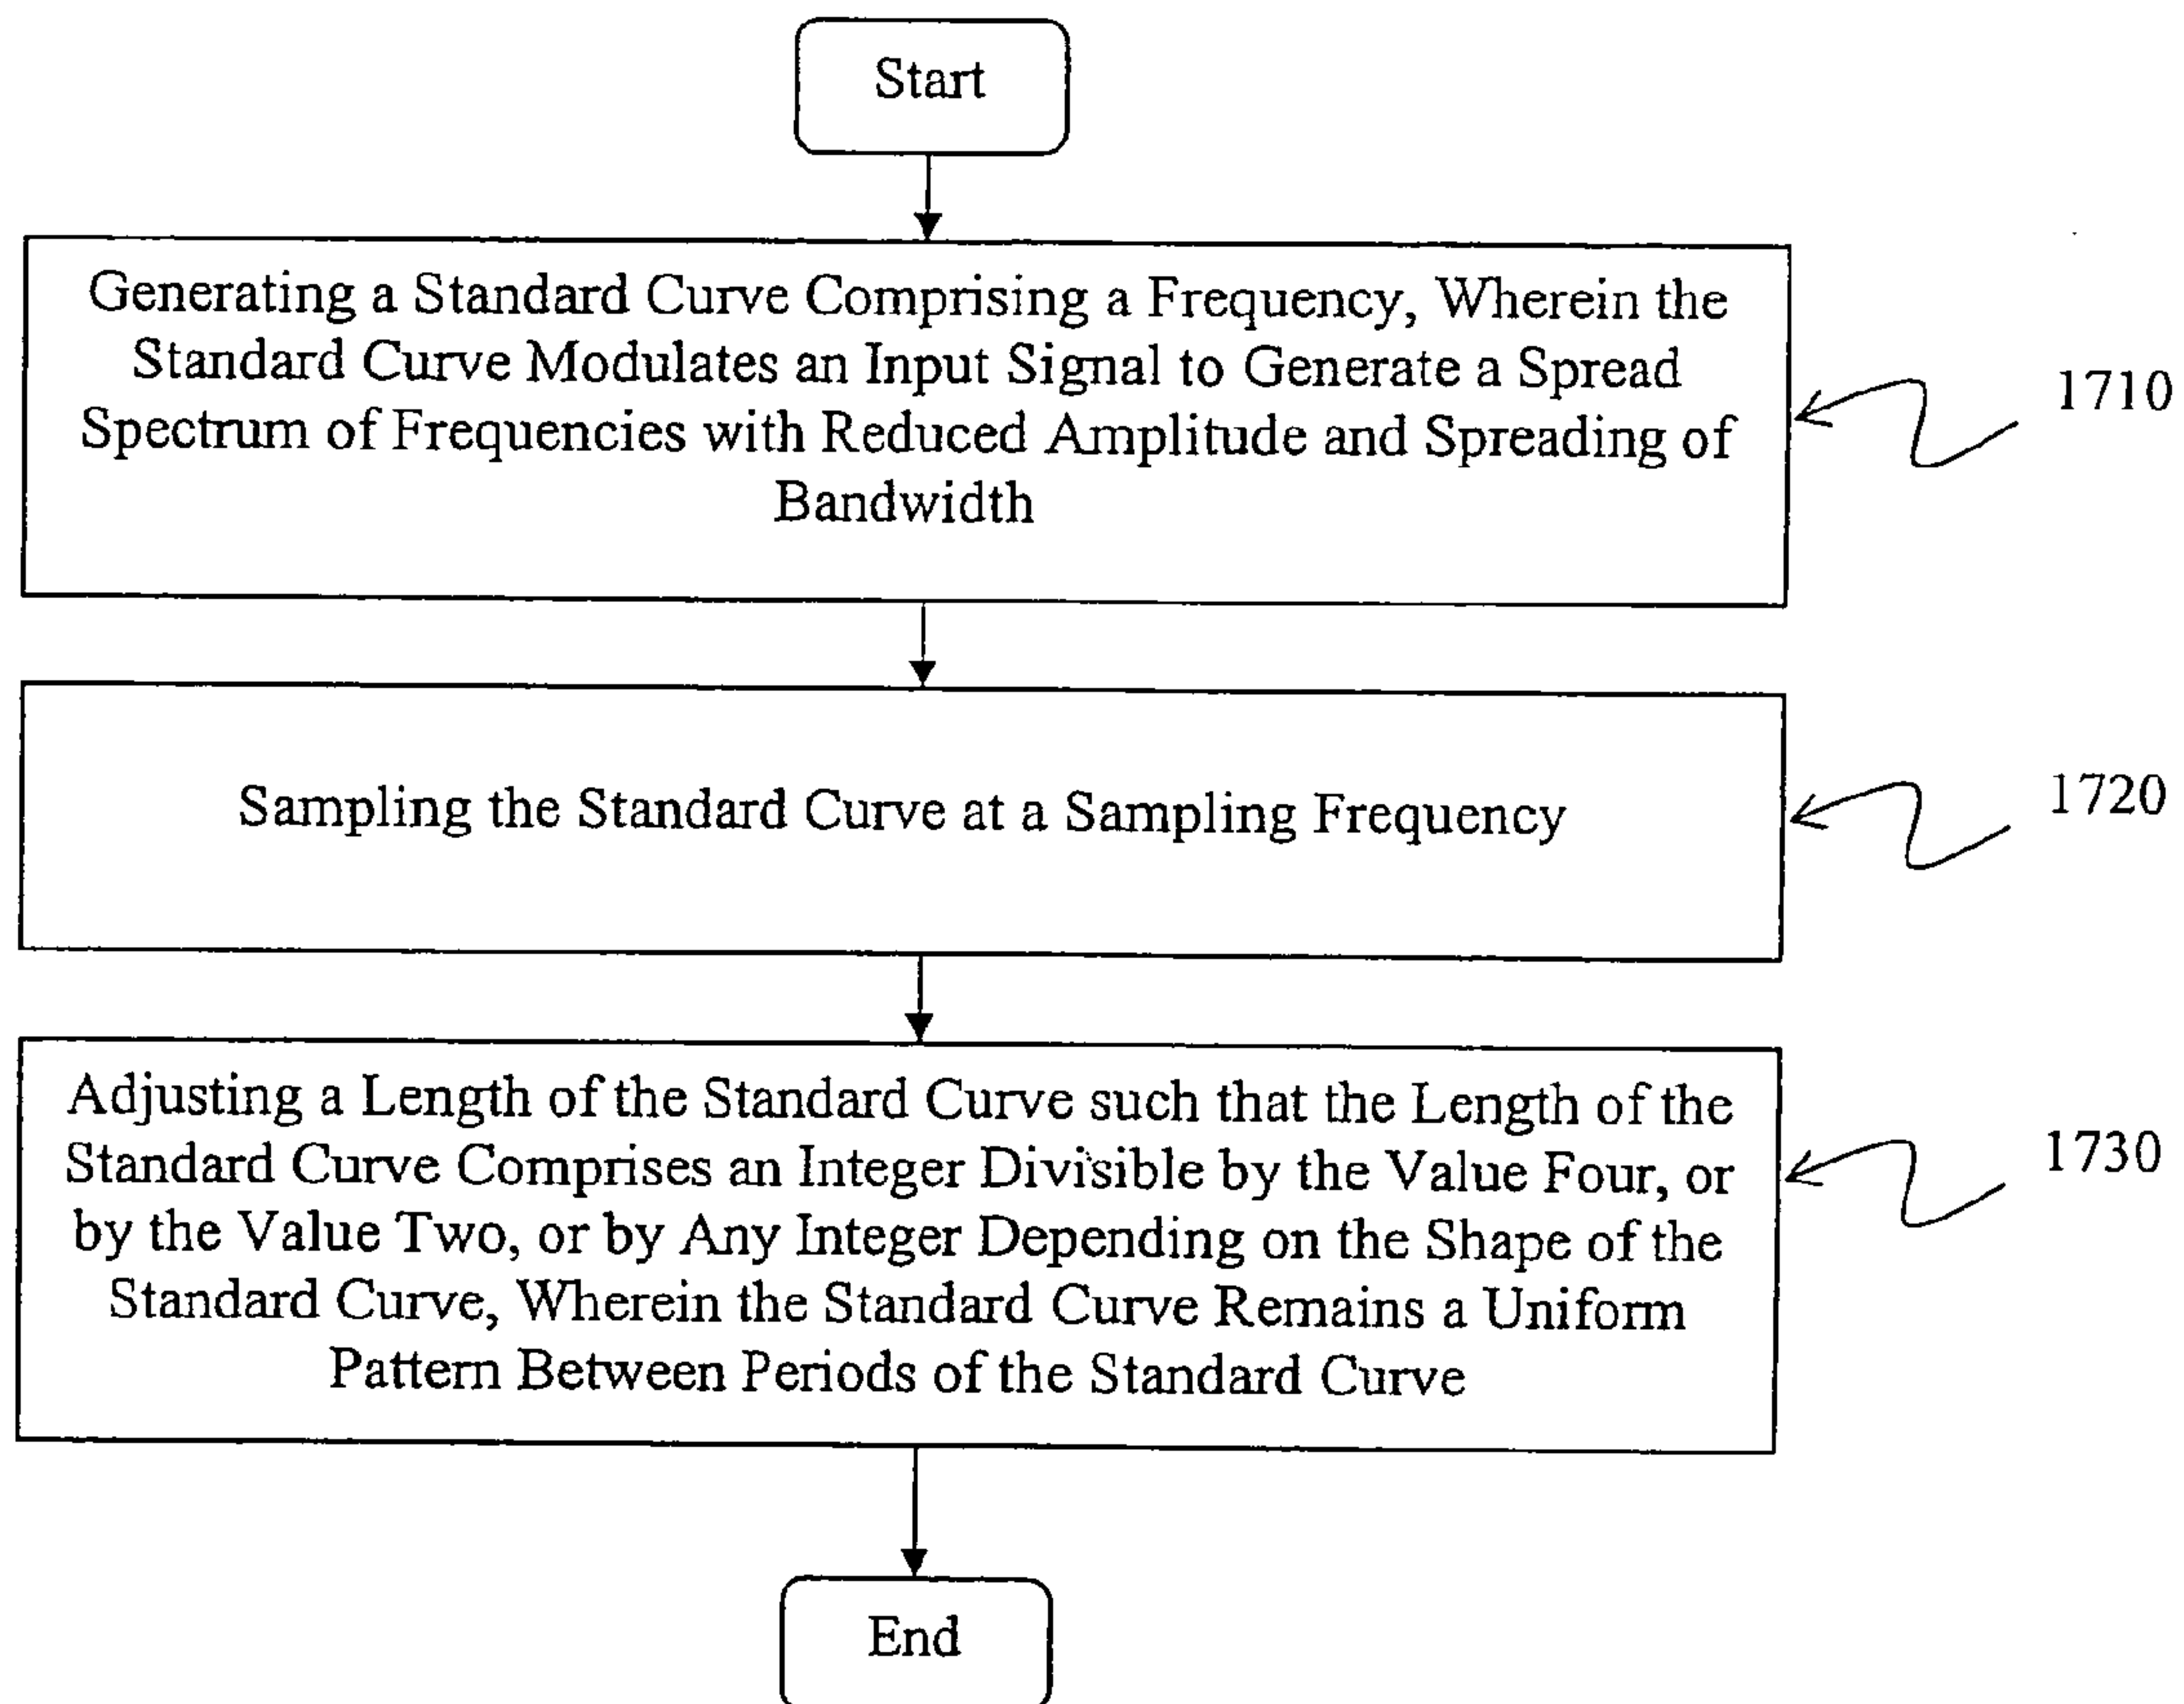 Start
Generating a Standard Curve Comprising a Frequency, Wherein the
Standard Curve Modulates an Input Signal to Generate a Spread
Spectrum of Frequencies with Reduced Amplitude and Spreading of
Bandwidth
1710
Sampling the Standard Curve at a Sampling Frequency
1720
Adjusting a Length of the Standard Curve such that the Length of the
Standard Curve Comprises an Integer Divisible by the Value Four, or
by the Value Two, or by Any Integer Depending on the Shape of the
Standard Curve, Wherein the Standard Curve Remains a Uniform
Pattern Between Periods of the Standard Curve
1730
End